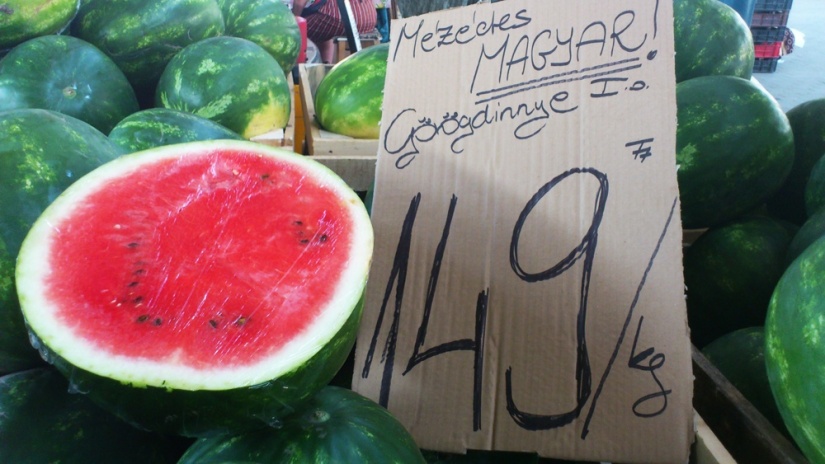 Mézédes
MAGYAR!
Görögdinnye I.o.
Ft
149/kg